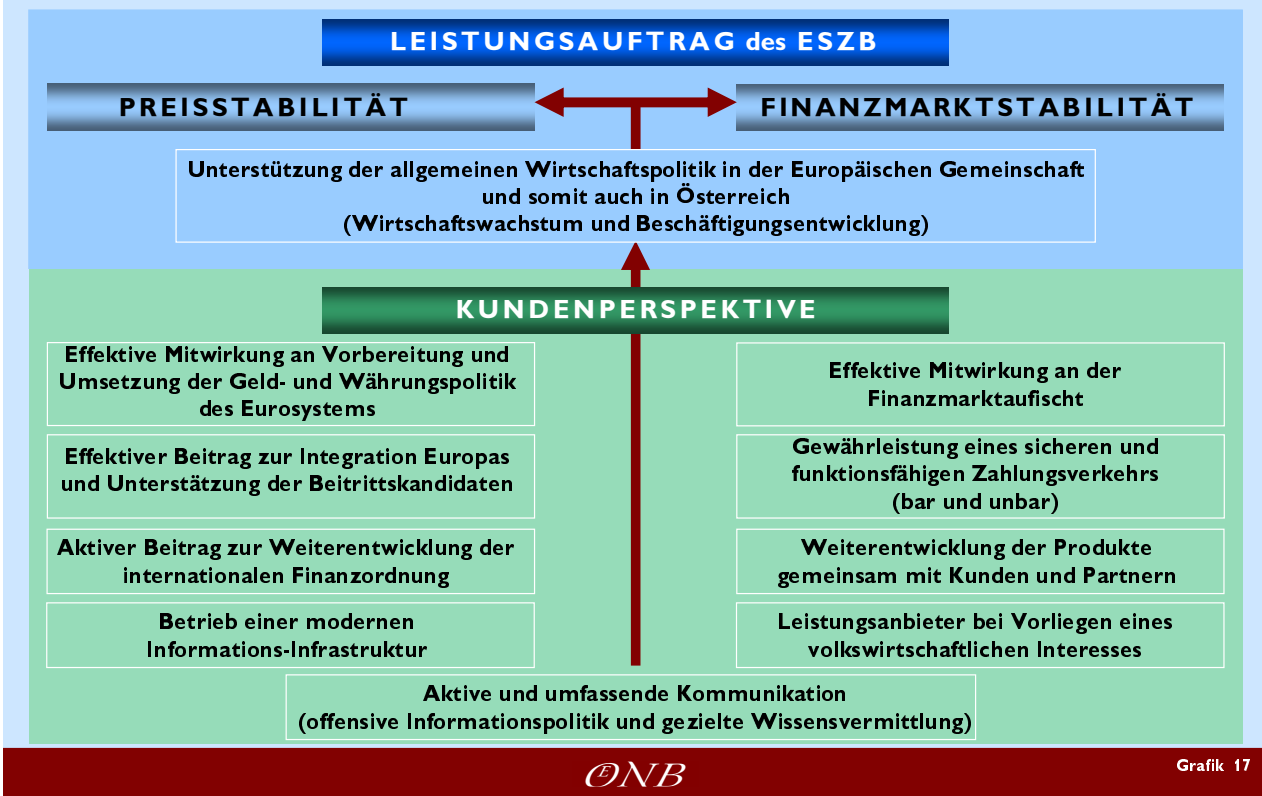 LEISTUNGSAUFTRAG des ESZB
PREISSTABILITÄT
FINANZMARKTSTABILITÄT
Unterstützung der allgemeinen Wirtschaftspolitik in der Europäischen Gemeinschaft
und somit auch in Österreich
(Wirtschaftswachstum und Beschäftigungsentwicklung)
KUNDENPERSPEKTIVE
Effektive Mitwirkung an Vorbereitung und
Umsetzung der Geld- und Währungspolitik
des Eurosystems
Effektiver Beitrag zur Integration Europas
und Unterstätzung der Beitrittskandidaten
Aktiver Beitrag zur Weiterentwicklung der
internationalen Finanzordnung
Betrieb einer modernen
Informations-Infrastruktur
Effektive Mitwirkung an der
Finanzmarktaufischt
Gewährleistung eines sicheren und
funktionsfähigen Zahlungsverkehrs
(bar und unbar)
Weiterentwicklung der Produkte
gemeinsam mit Kunden und Partnern
Leistungsanbieter bei Vorliegen eines
volkswirtschaftlichen Interesses
Aktive und umfassende Kommunikation
(offensive Informationspolitik und gezielte Wissensvermittlung)
OENB
Grafik 17